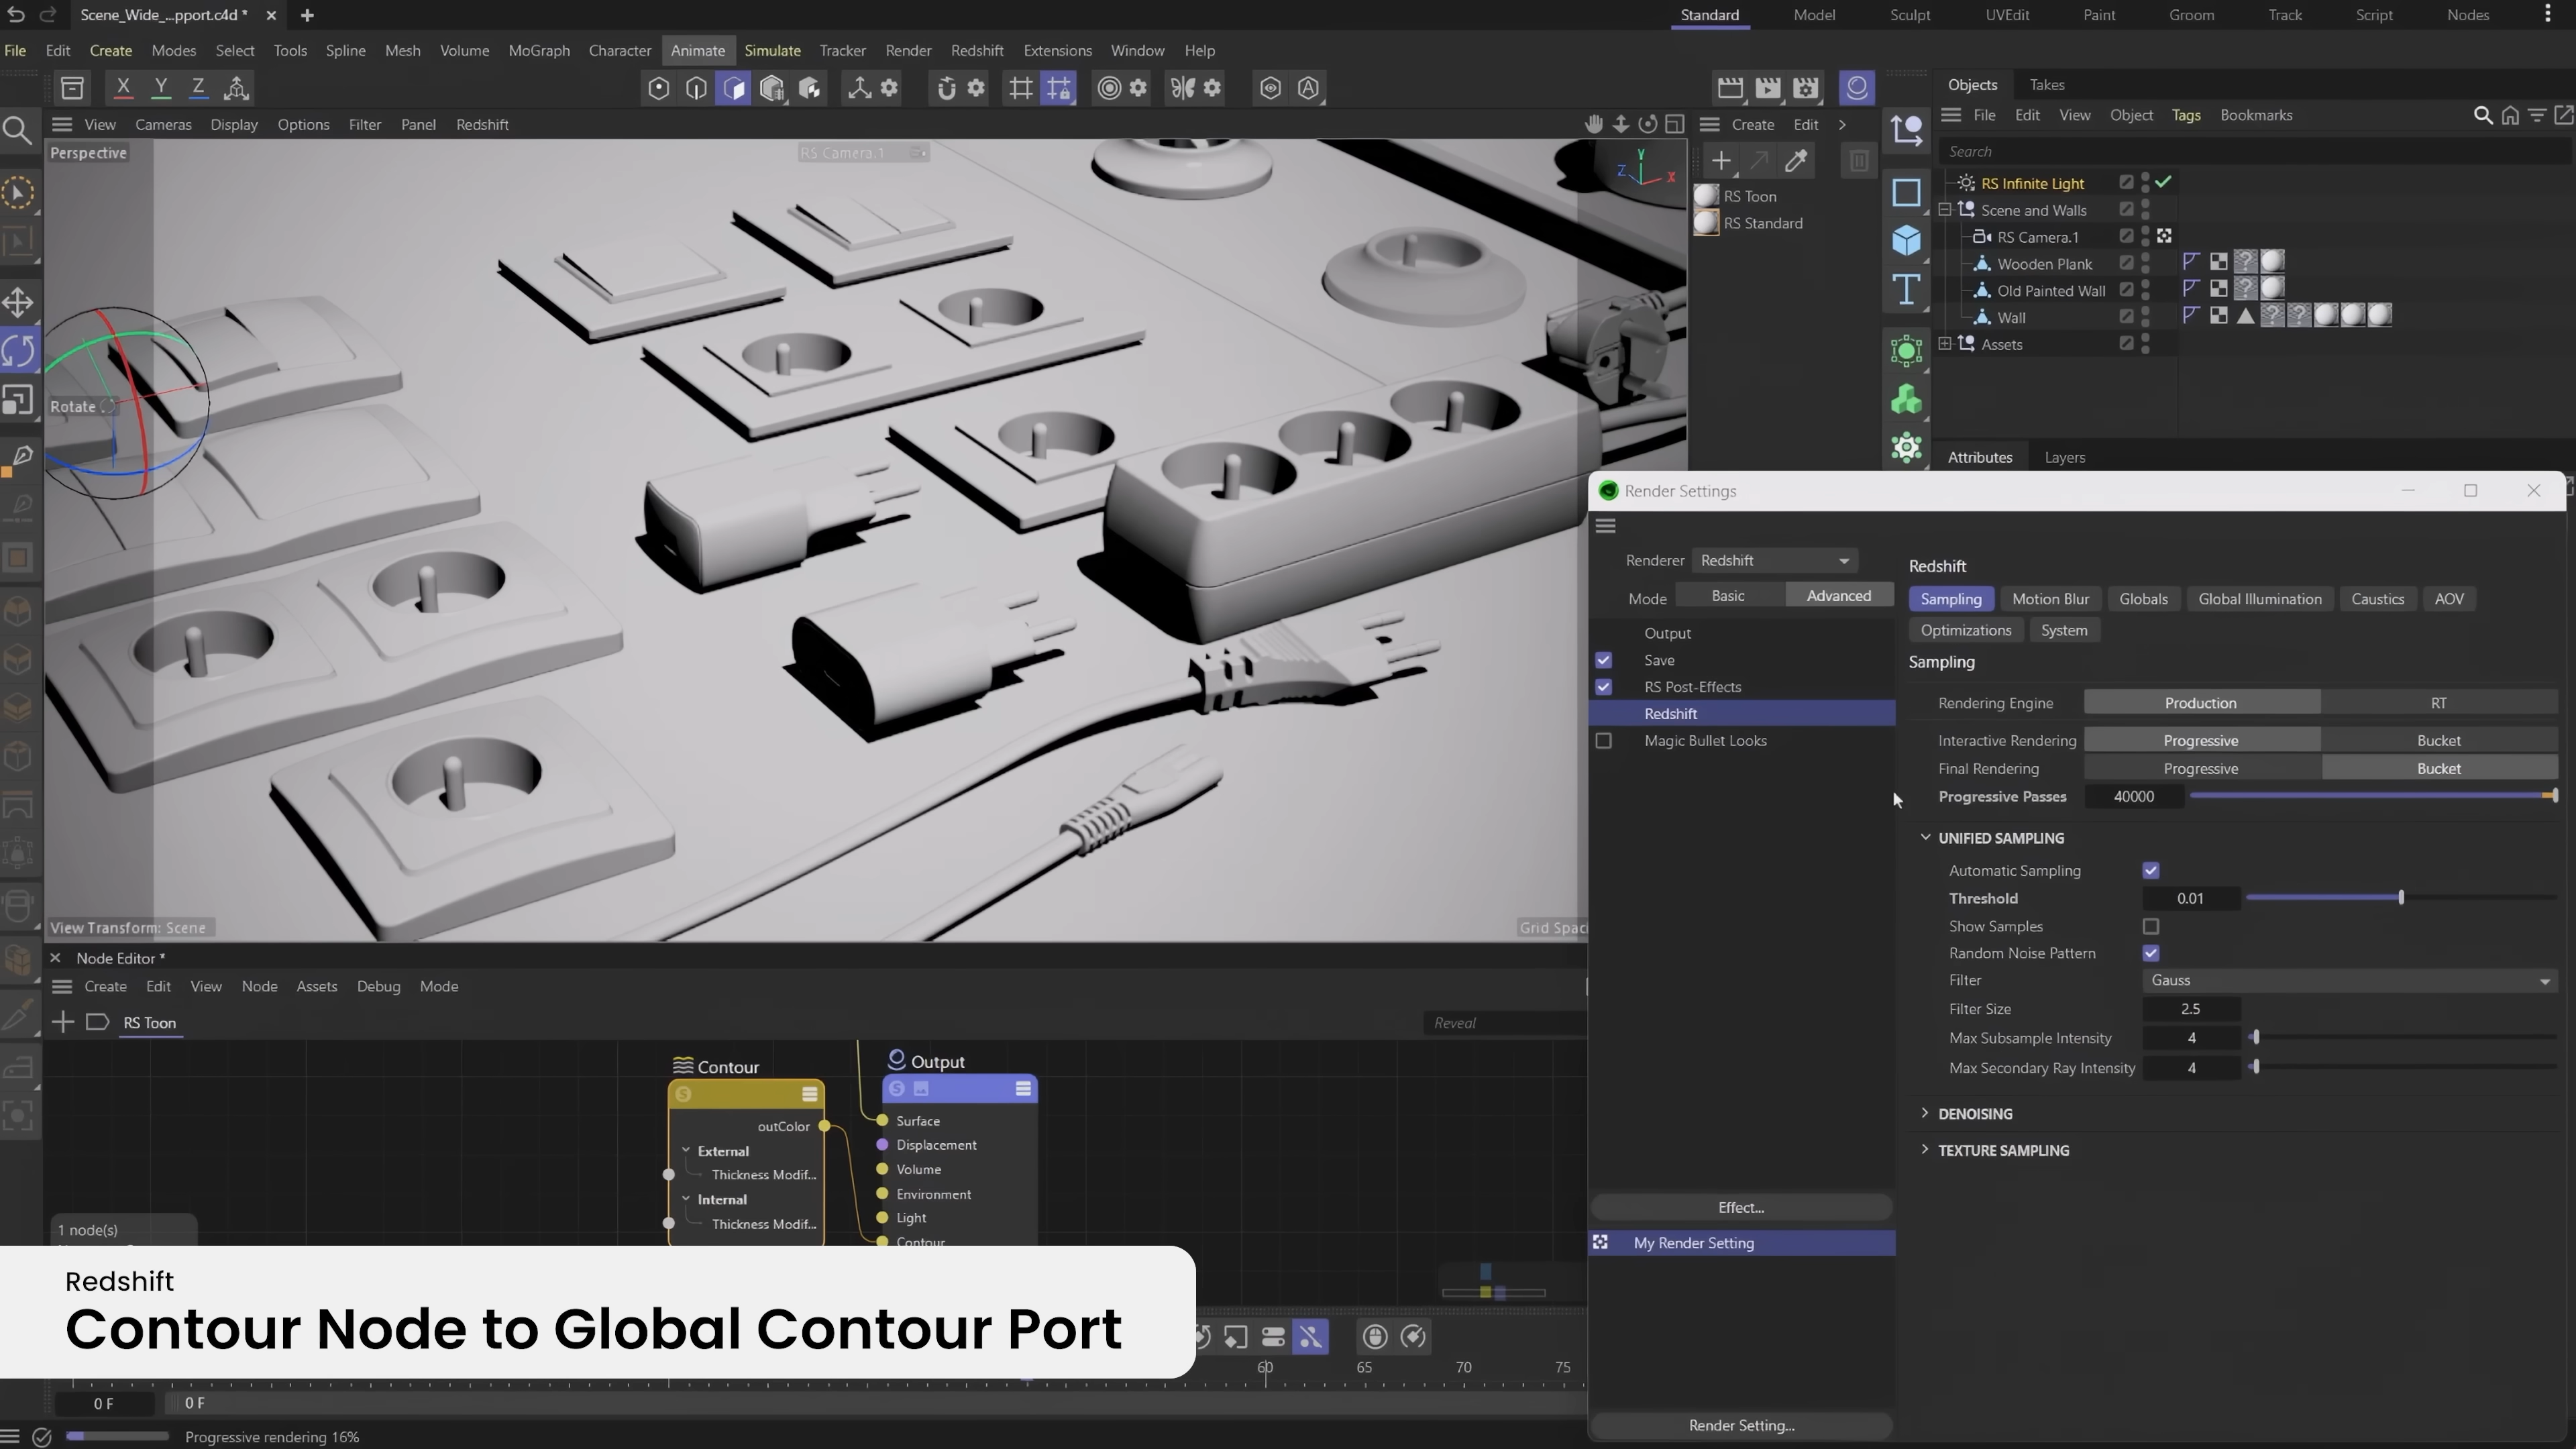 Scene_Wide_...pport.c4d *
Standard
Model
Sculpt
UVEdit
Paint
Groom
Track
Script
Nodes
File Edit Create Modes Select Tools Spline Mesh Volume MoGraph Character Animate Simulate Tracker Render Redshift Extensions Window Help
X Y Z
View Cameras Display Options Filter Panel Redshift
Perspective
RS Camera.1
Y
Z
X
Rotate
View Transform: Scene
Grid Spaci
Create Edit
RS Toon
RS Standard
Objects Takes
File Edit View Object Tags Bookmarks
Search
RS Infinite Light
Scene and Walls
RS Camera.1
Wooden Plank
Old Painted Wall
Wall
Assets
Attributes Layers
Render Settings
Renderer Redshift
Mode Basic Advanced
Output
Save
RS Post-Effects
Redshift
Magic Bullet Looks
Effect...
My Render Setting
Render Setting...
Redshift
Sampling Motion Blur Globals Global Illumination Caustics AOV
Optimizations System
Sampling
Rendering Engine Production RT
Interactive Rendering Progressive Bucket
Final Rendering Progressive Bucket
Progressive Passes 40000
UNIFIED SAMPLING
Automatic Sampling
Threshold 0.01
Show Samples
Random Noise Pattern
Filter Gauss
Filter Size 2.5
Max Subsample Intensity 4
Max Secondary Ray Intensity 4
DENOISING
TEXTURE SAMPLING
Node Editor *
Create Edit View Node Assets Debug Mode
RS Toon
Reveal
Contour
outColor
External
Thickness Modif...
Internal
Thickness Modif...
Output
Surface
Displacement
Volume
Environment
Light
Contour
1 node(s)
Redshift
Contour Node to Global Contour Port
60 65 70 75
0 F 0 F
Progressive rendering 16%